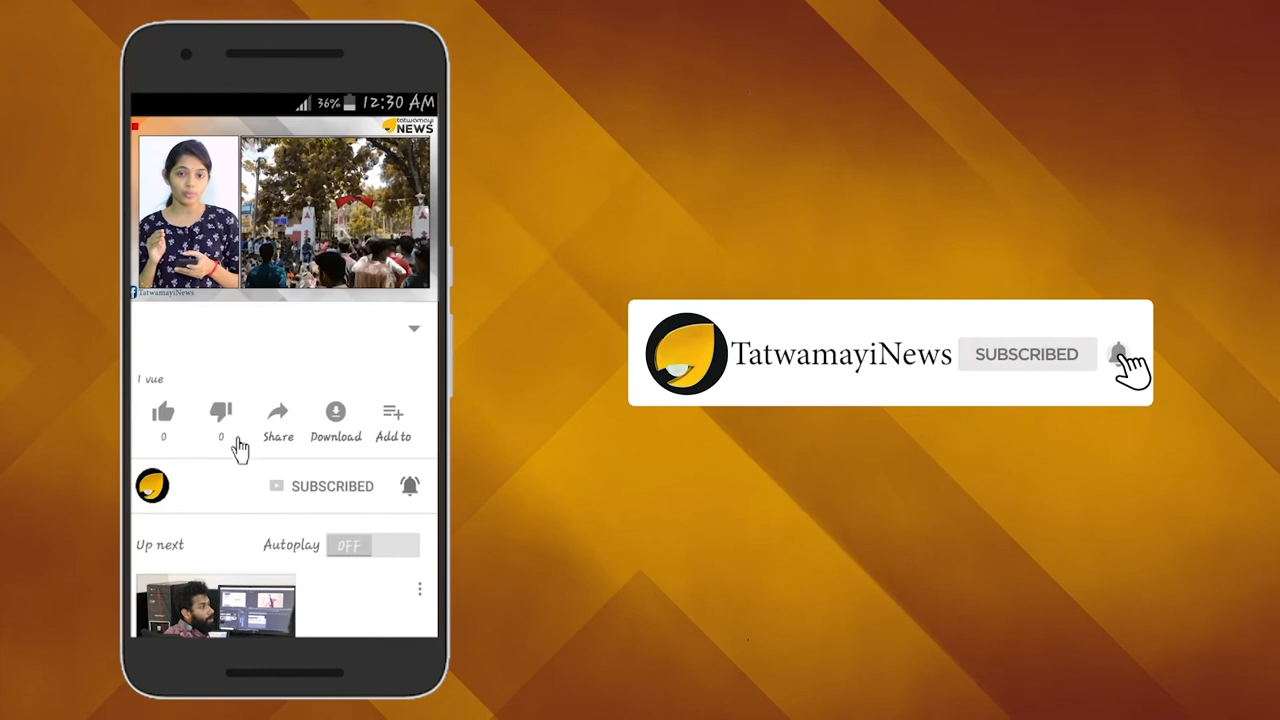 36% 12:30 AM
tatwamayi
NEWS
TatwamayiNews
1 vue
0 0 Share Download Add to
SUBSCRIBED
Up next Autoplay OFF
TatwamayiNews SUBSCRIBED